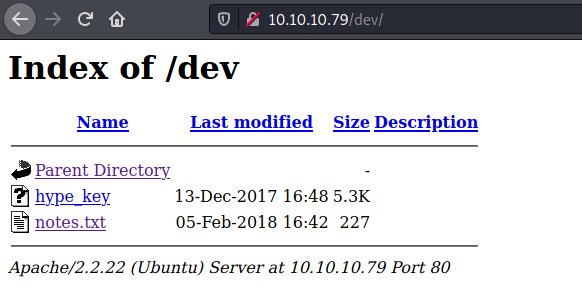 10.10.10.79/dev/
Index of /dev
Name Last modified Size Description
Parent Directory -
hype_key 13-Dec-2017 16:48 5.3K
notes.txt 05-Feb-2018 16:42 227
Apache/2.2.22 (Ubuntu) Server at 10.10.10.79 Port 80